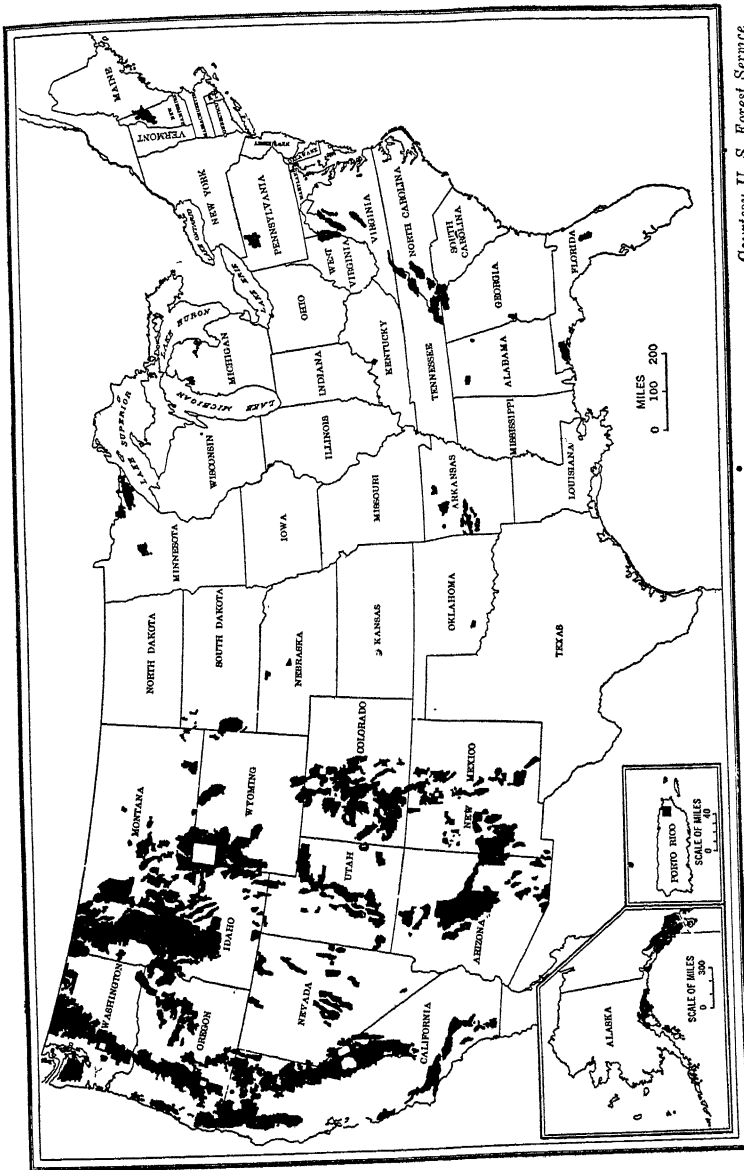 WASHINGTON
OREGON
CALIFORNIA
NEVADA
IDAHO
MONTANA
WYOMING
UTAH
ARIZONA
COLORADO
NEW
MEXICO
NORTH DAKOTA
SOUTH DAKOTA
NEBRASKA
KANSAS
OKLAHOMA
TEXAS
MINNESOTA
IOWA
MISSOURI
ARKANSAS
LOUISIANA
WISCONSIN
ILLINOIS
MISSISSIPPI
LAKE SUPERIOR
LAKE MICHIGAN
LAKE HURON
LAKE ERIE
LAKE ONTARIO
MICHIGAN
INDIANA
OHIO
KENTUCKY
TENNESSEE
ALABAMA
GEORGIA
FLORIDA
SOUTH
CAROLINA
NORTH CAROLINA
VIRGINIA
WEST
VIRGINIA
PENNSYLVANIA
NEW YORK
VERMONT
MAINE
ALASKA
SCALE OF MILES
0 300
PORTO RICO
SCALE OF MILES
0 40
MILES
0 100 200
Courtesy U. S. Forest Service